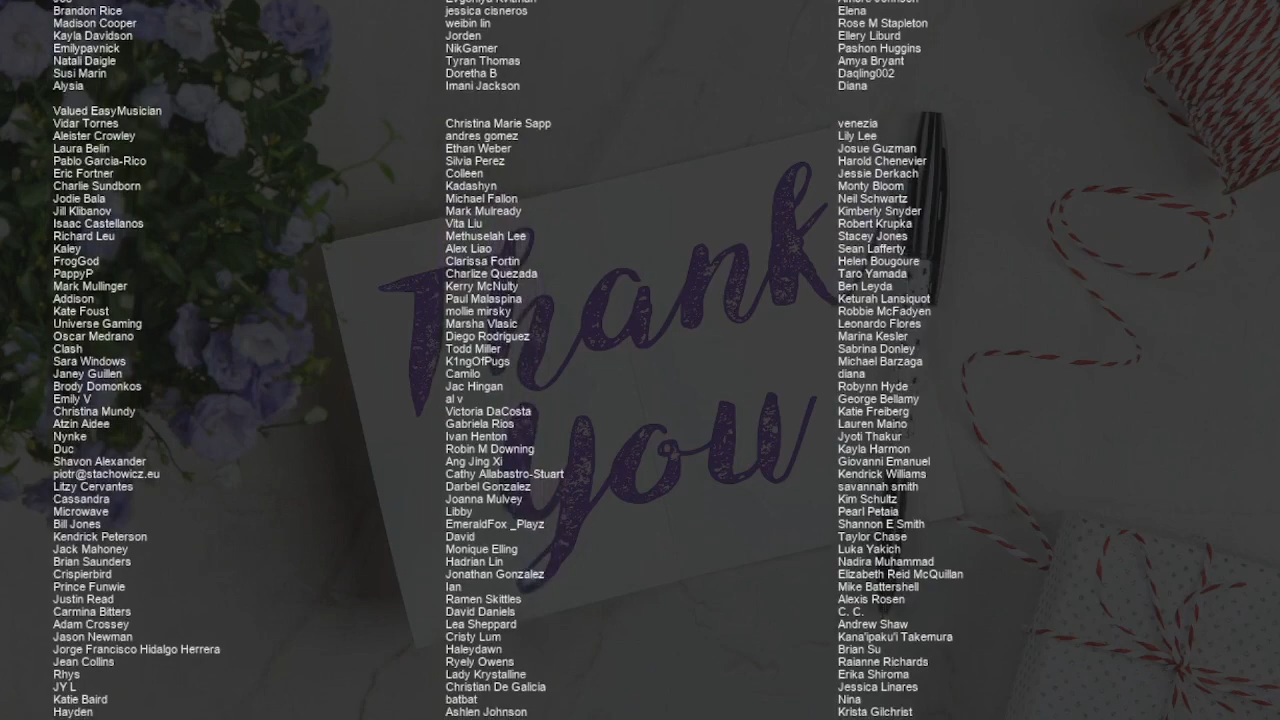 Brandon Rice
Madison Cooper
Kayla Davidson
Emilypavnick
Natali Daigle
Susi Marin
Alysia
Valued EasyMusician
Vidar Tornes
Aleister Crowley
Laura Belin
Pablo Garcia-Rico
Eric Fortner
Charlie Sundborn
Jodie Bala
Jill Klibanov
Isaac Castellanos
Richard Leu
Kaley
FrogGod
PappyP
Mark Mullinger
Addison
Kate Foust
Universe Gaming
Oscar Medrano
Clash
Sara Windows
Janey Guillen
Brody Domonkos
Emily V
Christina Mundy
Atzin Aidee
Nynke
Duc
Shavon Alexander
piotr@stachowicz.eu
Litzy Cervantes
Cassandra
Microwave
Bill Jones
Kendrick Peterson
Jack Mahoney
Brian Saunders
Crispierbird
Prince Funwie
Justin Read
Carmina Bitters
Adam Crossey
Jason Newman
Jorge Francisco Hidalgo Herrera
Jean Collins
Rhys
JY L
Katie Baird
Hayden
jessica cisneros
weibin lin
Jorden
NikGamer
Tyran Thomas
Doretha B
Imani Jackson
Christina Marie Sapp
andres gomez
Ethan Weber
Silvia Perez
Colleen
Kadashyn
Michael Fallon
Mark Mulready
Vita Liu
Methuselah Lee
Alex Liao
Clarissa Fortin
Charlize Quezada
Kerry McNulty
Paul Malaspina
mollie mirsky
Marsha Vlasic
Diego Rodríguez
Todd Miller
K1ngOfPugs
Camilo
Jac Hingan
al v
Victoria DaCosta
Gabriela Rios
Ivan Henton
Robin M Downing
Ang Jing Xi
Cathy Allabastro-Stuart
Darbel Gonzalez
Joanna Mulvey
Libby
EmeraldFox _Playz
David
Monique Elling
Hadrian Lin
Jonathan Gonzalez
Ian
Ramen Skittles
David Daniels
Lea Sheppard
Cristy Lum
Haleydawn
Ryely Owens
Lady Krystalline
Christian De Galicia
batbat
Ashlen Johnson
Elena
Rose M Stapleton
Ellery Liburd
Pashon Huggins
Amya Bryant
Daqling002
Diana
venezia
Lily Lee
Josue Guzman
Harold Chenevier
Jessie Derkach
Monty Bloom
Neil Schwartz
Kimberly Snyder
Robert Krupka
Stacey Jones
Sean Lafferty
Helen Bougoure
Taro Yamada
Ben Leyda
Keturah Lansiquot
Robbie McFadyen
Leonardo Flores
Marina Kesler
Sabrina Donley
Michael Barzaga
diana
Robynn Hyde
George Bellamy
Katie Freiberg
Lauren Maino
Jyoti Thakur
Kayla Harmon
Giovanni Emanuel
Kendrick Williams
savannah smith
Kim Schultz
Pearl Petaia
Shannon E Smith
Taylor Chase
Luka Yakich
Nadira Muhammad
Elizabeth Reid McQuillan
Mike Battershell
Alexis Rosen
C. C.
Andrew Shaw
Kana'ipaku'i Takemura
Brian Su
Raianne Richards
Erika Shiroma
Jessica Linares
Nina
Krista Gilchrist
Thank
you